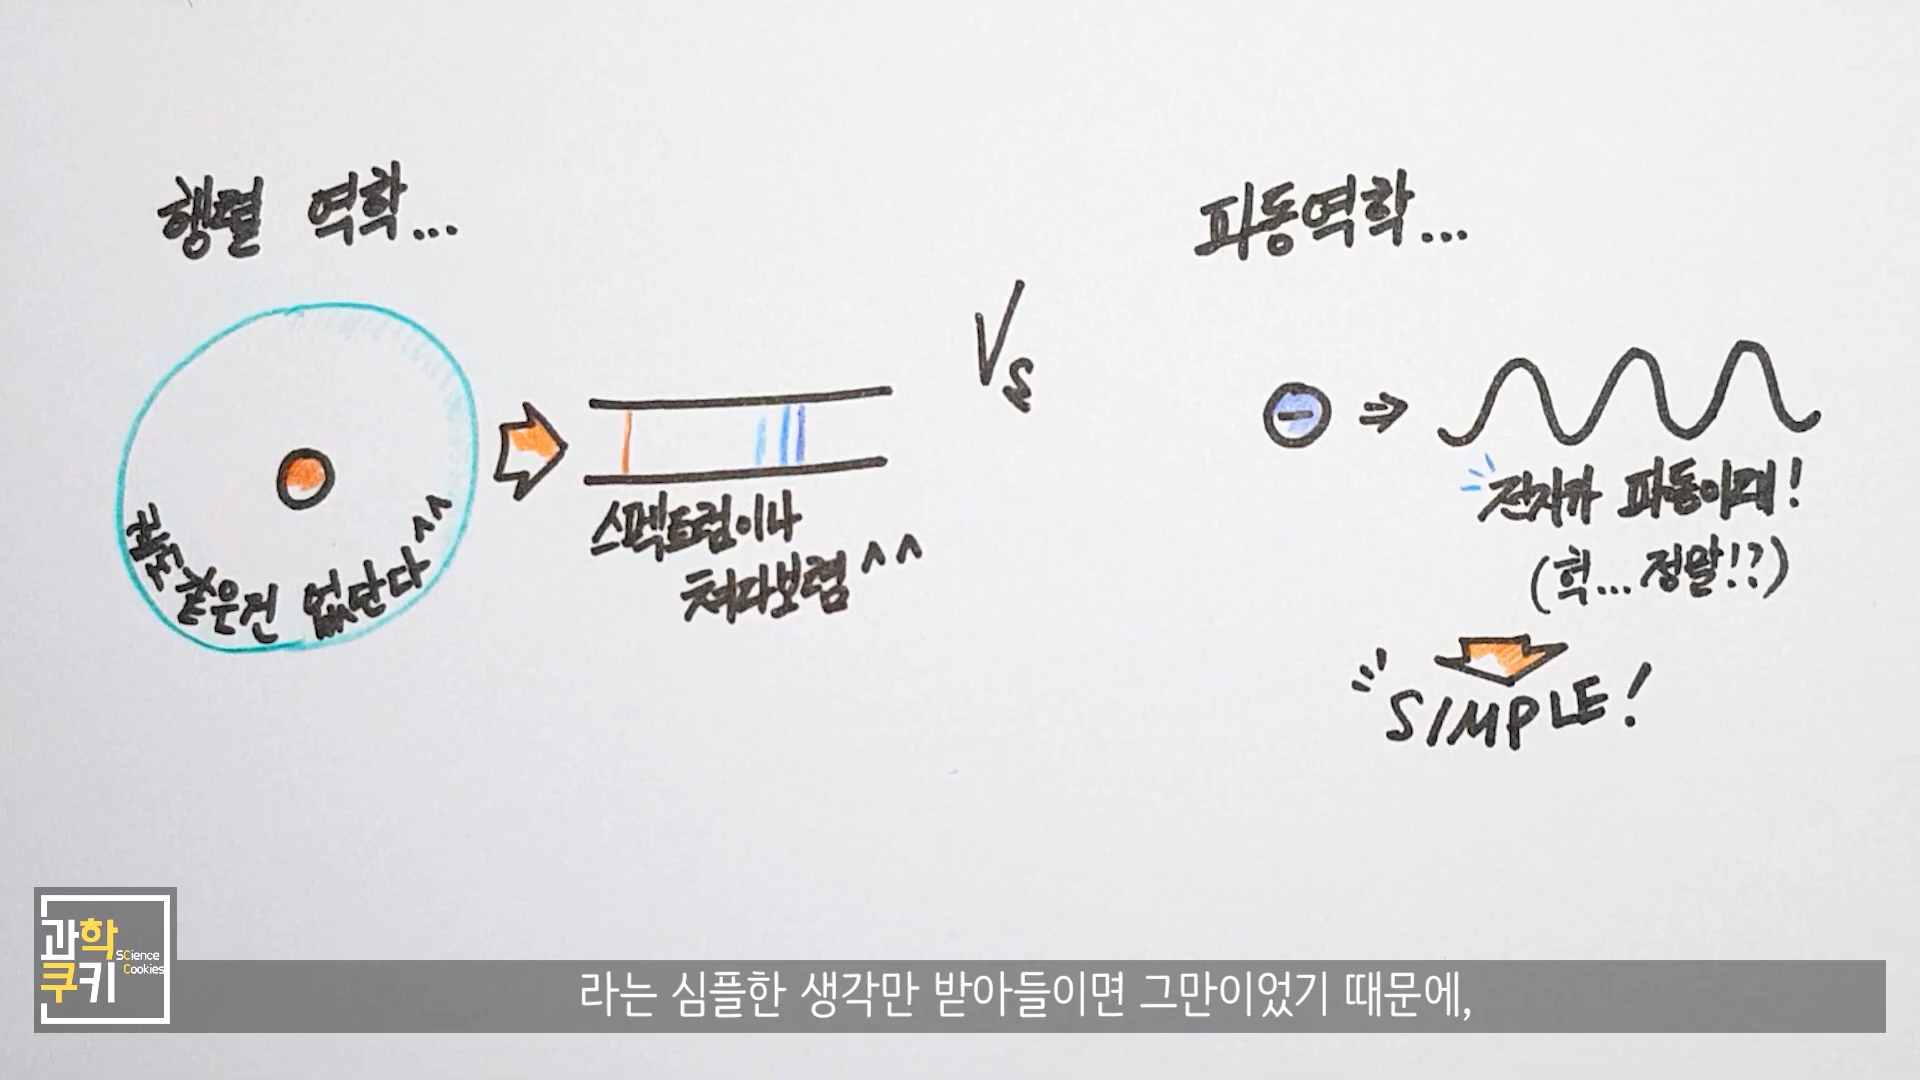 행렬 역학...
궤도 같은건 없단다^^
스펙트럼이나
쳐다보렴^^
Vs
파동역학...
전자가 파동이래!
(헉...정말!?)
SIMPLE!
과학
쿠키
SCience
Cookies
라는 심플한 생각만 받아들이면 그만이었기 때문에,